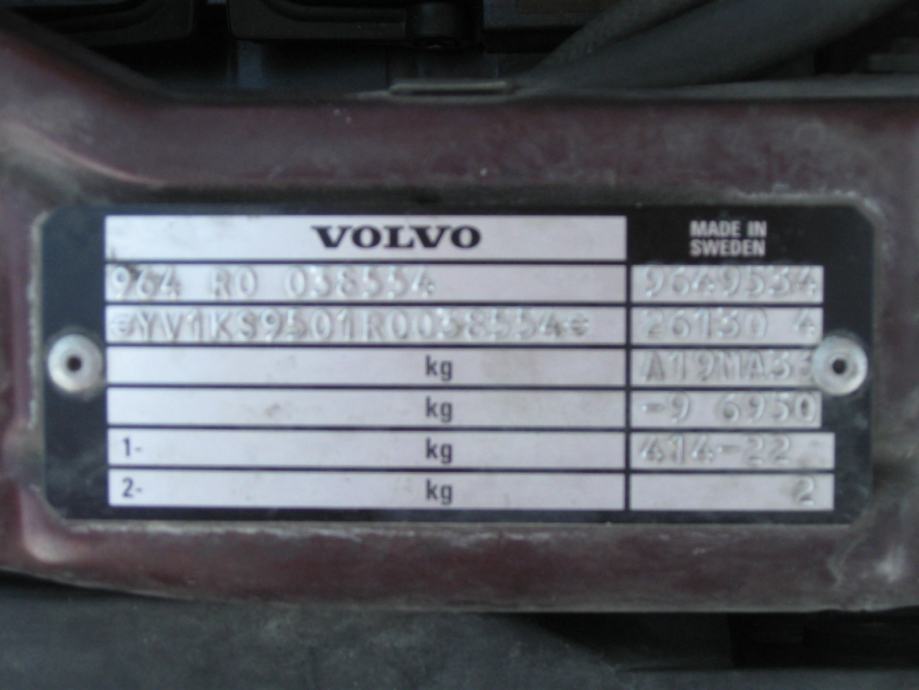 VOLVO
MADE IN
SWEDEN
964 R0 038554
9649534
YV1KS9501R0038554
26130 4
kg
A19MA33
kg
-9 6950
1- kg
414-22
2- kg
2